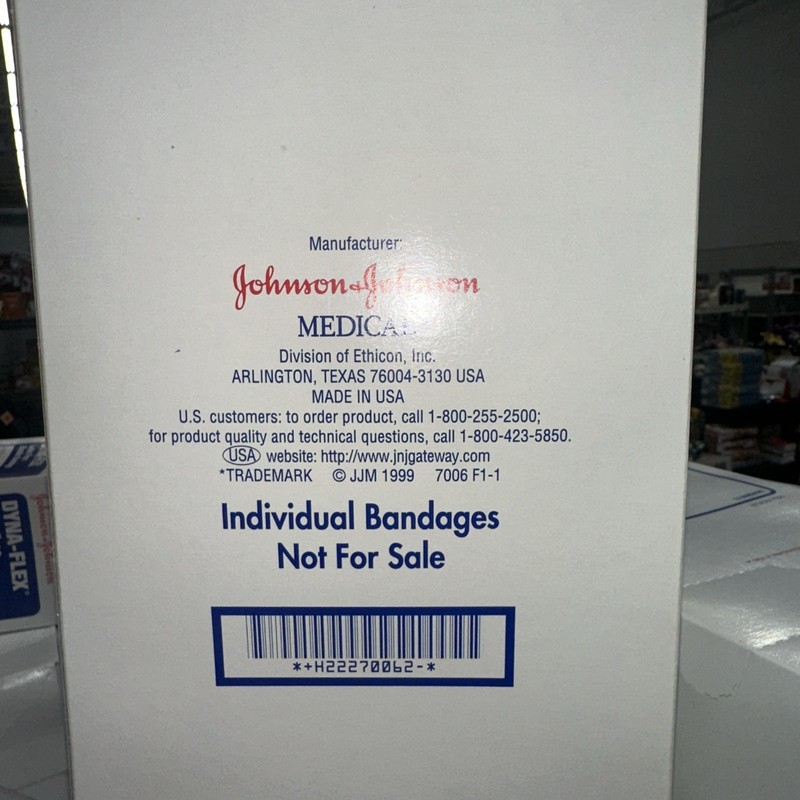 Manufacturer:
Johnson & Johnson
MEDICAL
Division of Ethicon, Inc.
ARLINGTON, TEXAS 76004-3130 USA
MADE IN USA
U.S. customers: to order product, call 1-800-255-2500;
for product quality and technical questions, call 1-800-423-5850.
USA website: http://www.jnjgateway.com
*TRADEMARK © JJM 1999 7006 F1-1
Individual Bandages
Not For Sale
*+H22270062-*
Johnson & Johnson
DYNA-FLEX*